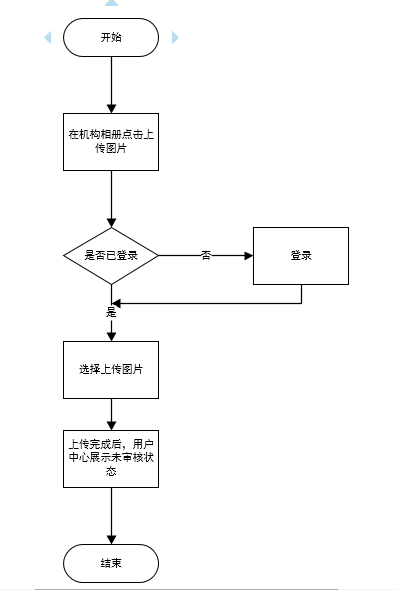 开始
在机构相册点击上
传图片
是否已登录
否
登录
是
选择上传图片
上传完成后，用户
中心展示未审核状
态
结束